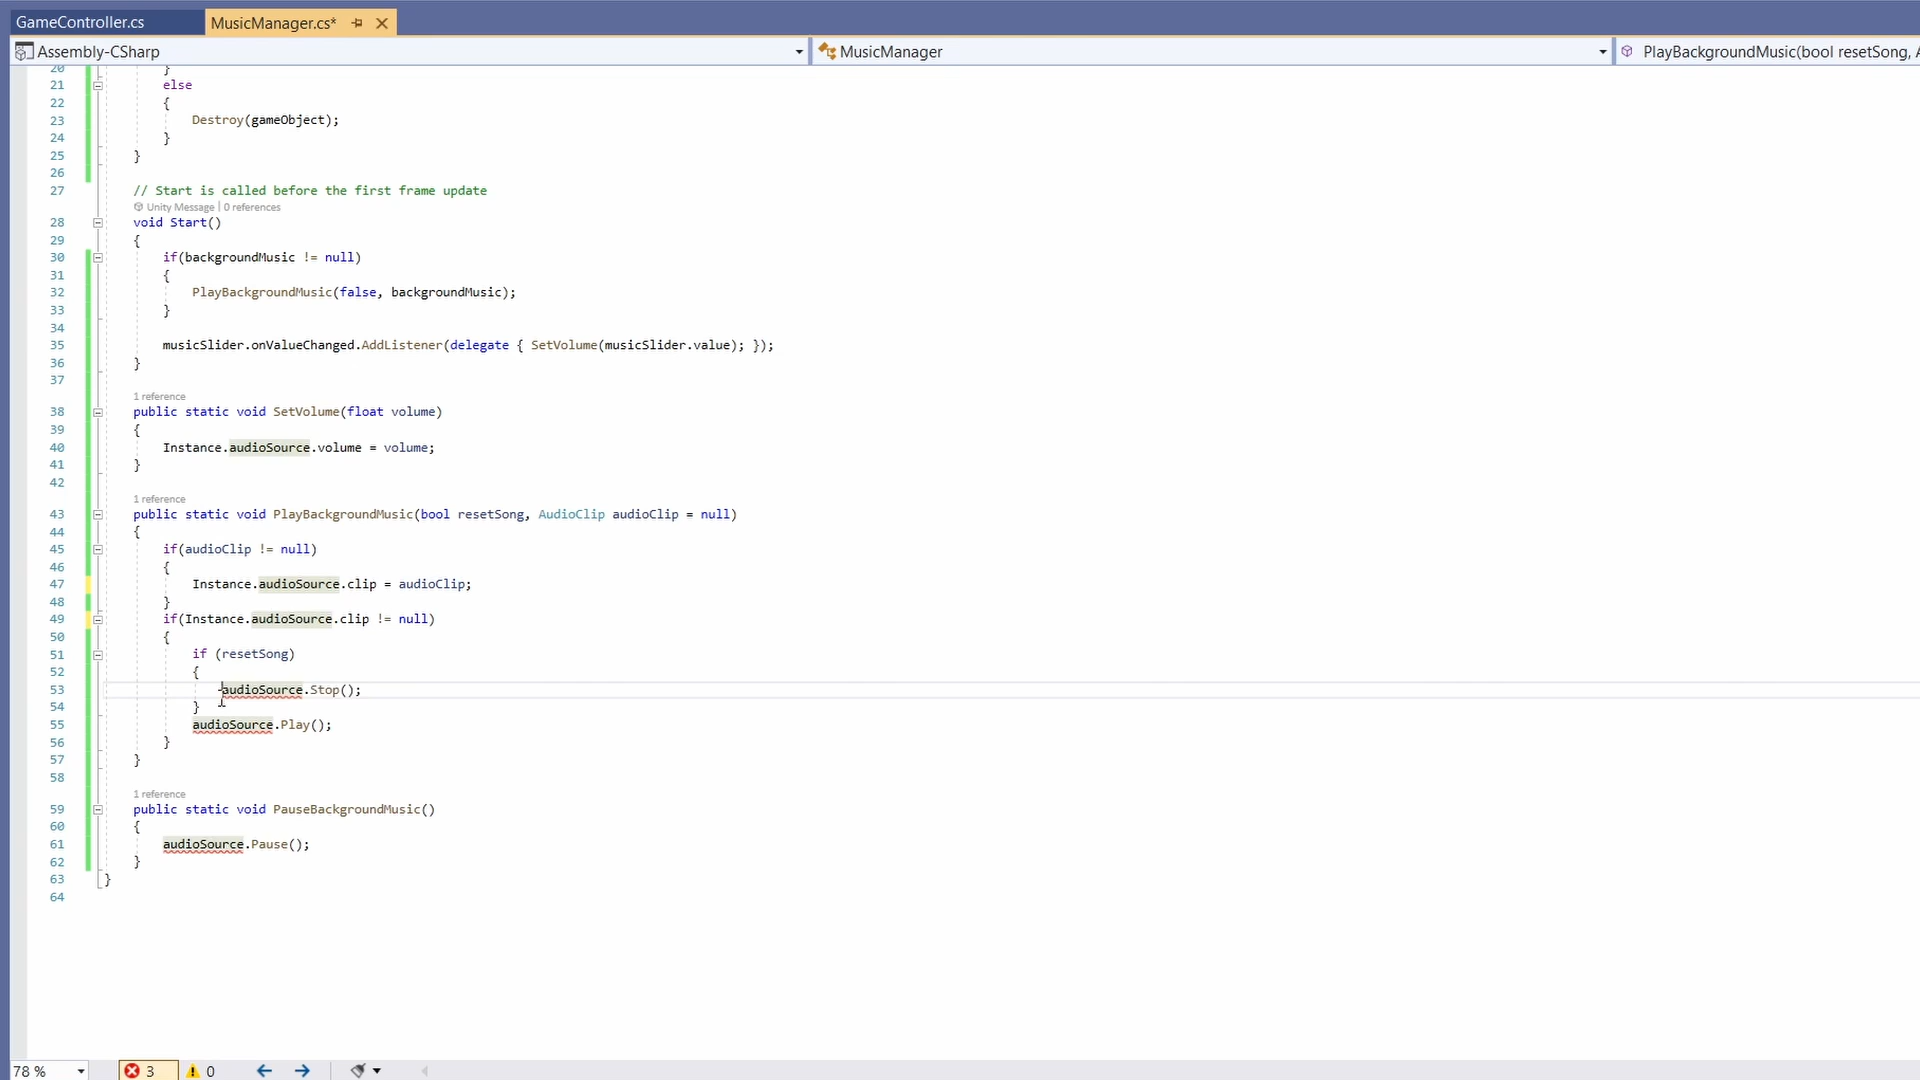 GameController.cs MusicManager.cs*
Assembly-CSharp MusicManager PlayBackgroundMusic(bool resetSong, A
20 }
21 else
22 {
23 Destroy(gameObject);
24 }
25 }
26
27 // Start is called before the first frame update
Unity Message | 0 references
28 void Start()
29 {
30 if(backgroundMusic != null)
31 {
32 PlayBackgroundMusic(false, backgroundMusic);
33 }
34
35 musicSlider.onValueChanged.AddListener(delegate { SetVolume(musicSlider.value); });
36 }
37
1 reference
38 public static void SetVolume(float volume)
39 {
40 Instance.audioSource.volume = volume;
41 }
42
1 reference
43 public static void PlayBackgroundMusic(bool resetSong, AudioClip audioClip = null)
44 {
45 if(audioClip != null)
46 {
47 Instance.audioSource.clip = audioClip;
48 }
49 if(Instance.audioSource.clip != null)
50 {
51 if (resetSong)
52 {
53 audioSource.Stop();
54 }
55 audioSource.Play();
56 }
57 }
58
1 reference
59 public static void PauseBackgroundMusic()
60 {
61 audioSource.Pause();
62 }
63 }
64
78 % 3 0